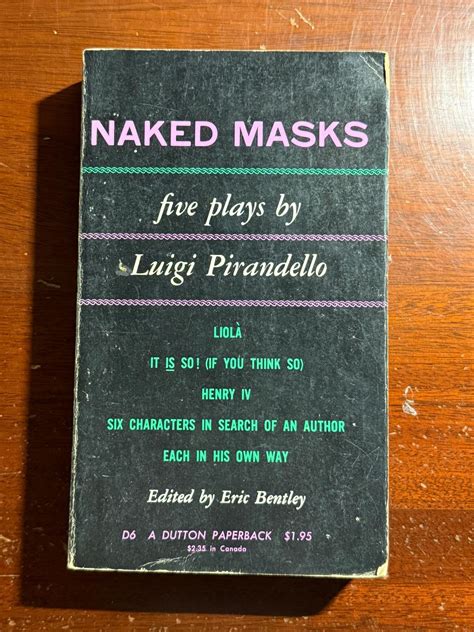 NAKED MASKS
five plays by
Luigi Pirandello
LIOLÀ
IT IS SO! (IF YOU THINK SO)
HENRY IV
SIX CHARACTERS IN SEARCH OF AN AUTHOR
EACH IN HIS OWN WAY
Edited by Eric Bentley
D6 A DUTTON PAPERBACK $1.95
$2.35 in Canada